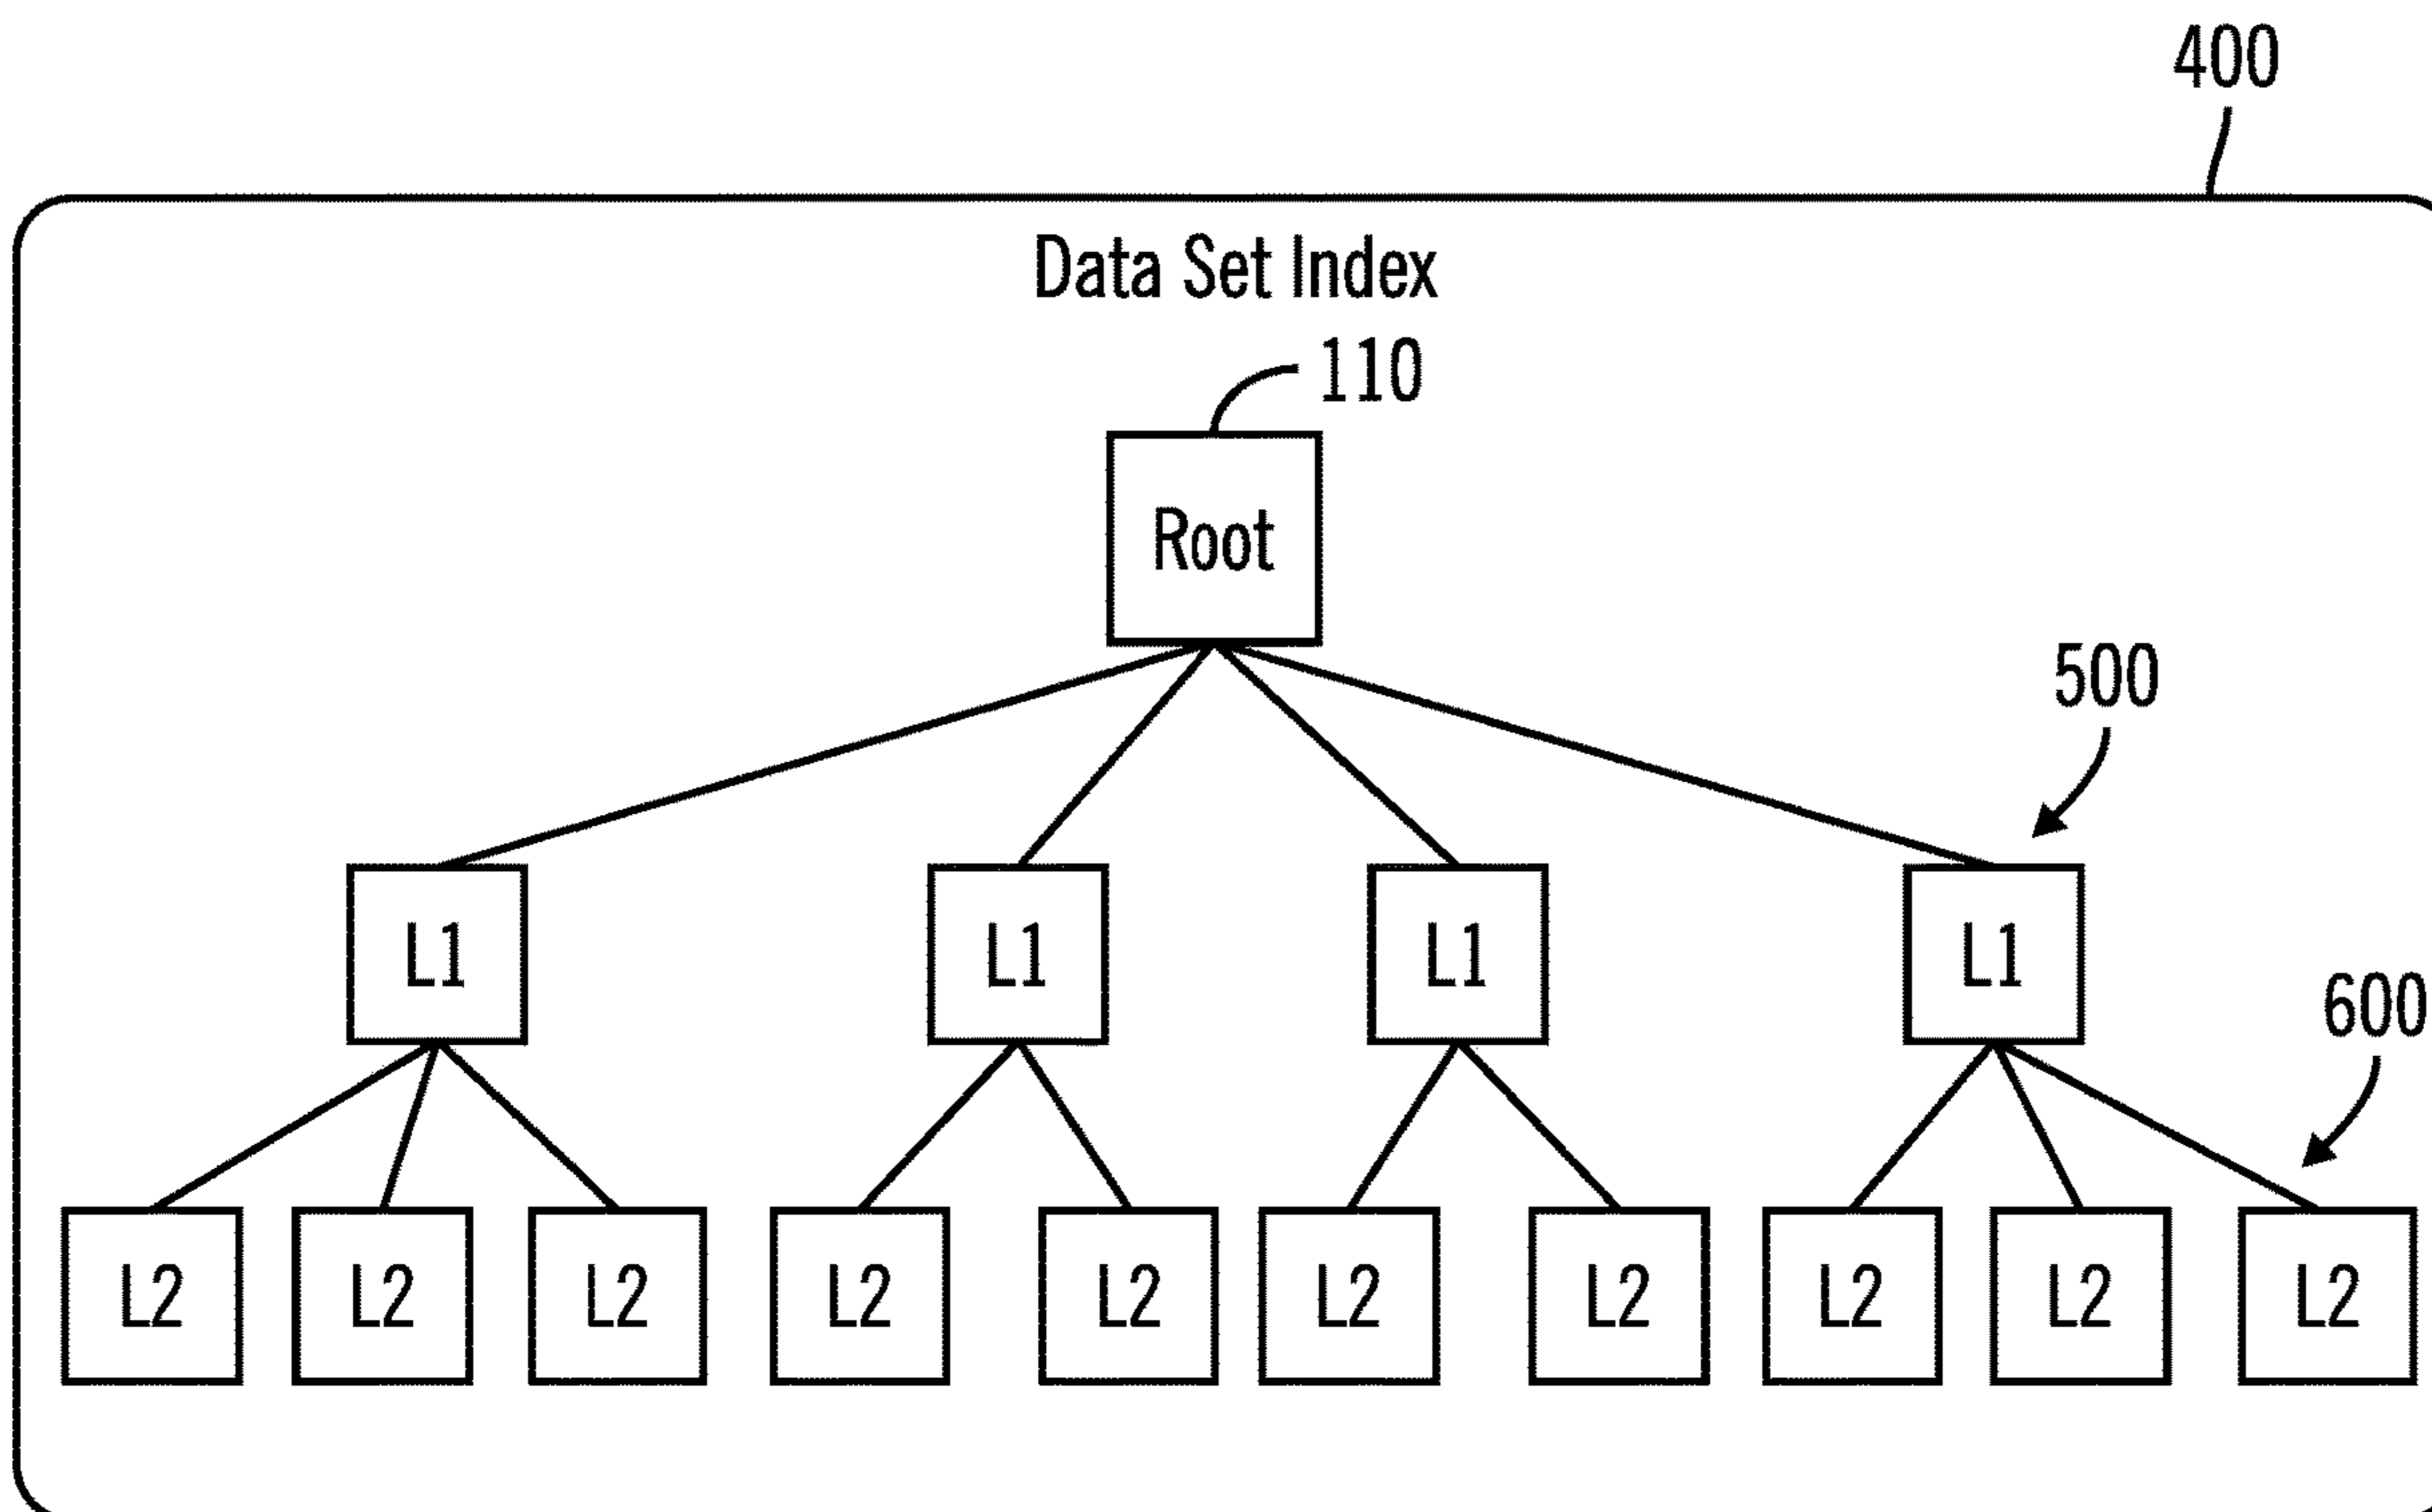 400
Data Set Index
110
Root
500
L1 L1 L1 L1
600
L2 L2 L2 L2 L2 L2 L2 L2 L2 L2